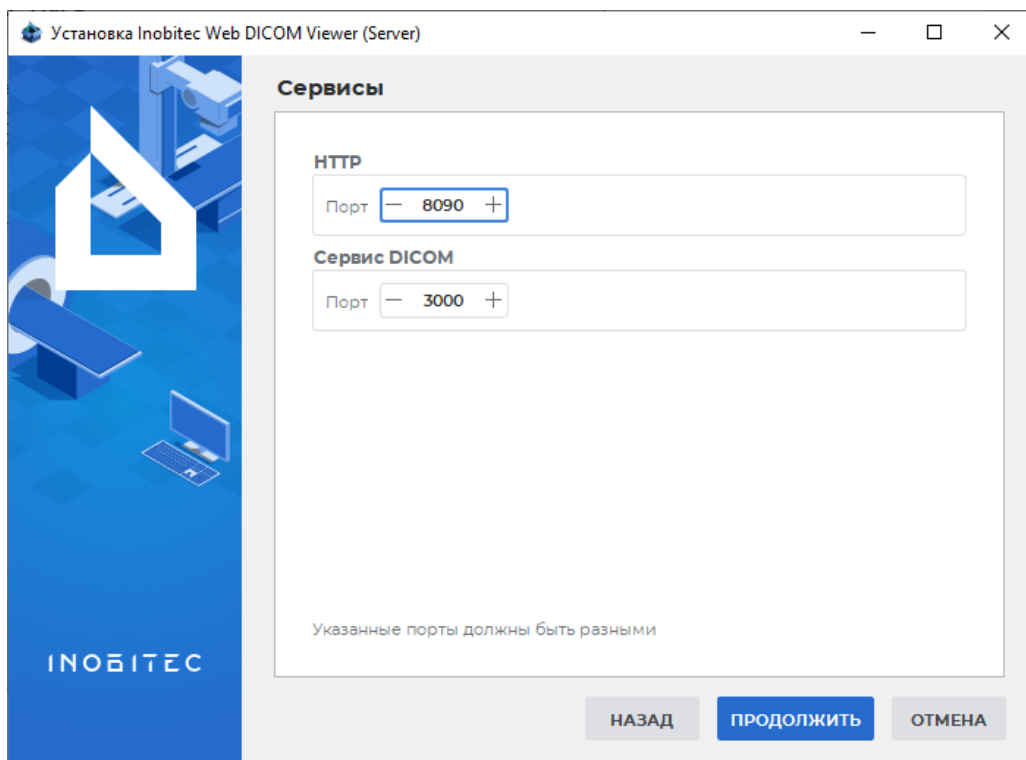 Установка Inobitec Web DICOM Viewer (Server)
Сервисы
HTTP
Порт — 8090 +
Сервис DICOM
Порт — 3000 +
Указанные порты должны быть разными
INOBITEC
НАЗАД ПРОДОЛЖИТЬ ОТМЕНА